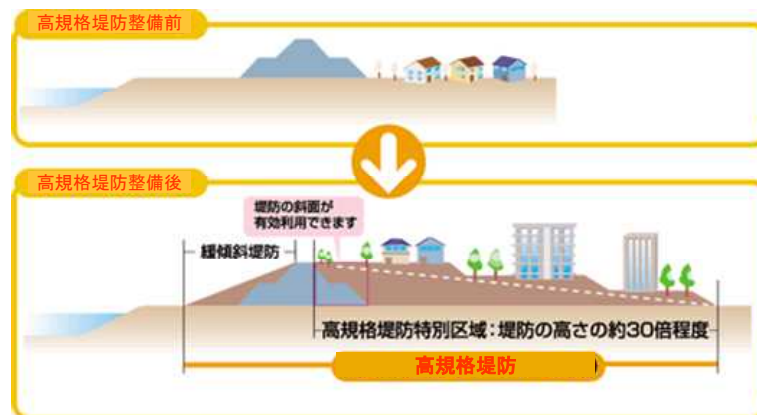 高規格堤防整備前
高規格堤防整備後
堤防の斜面が
有効利用できます
緩傾斜堤防
高規格堤防特別区域：堤防の高さの約30倍程度
高規格堤防